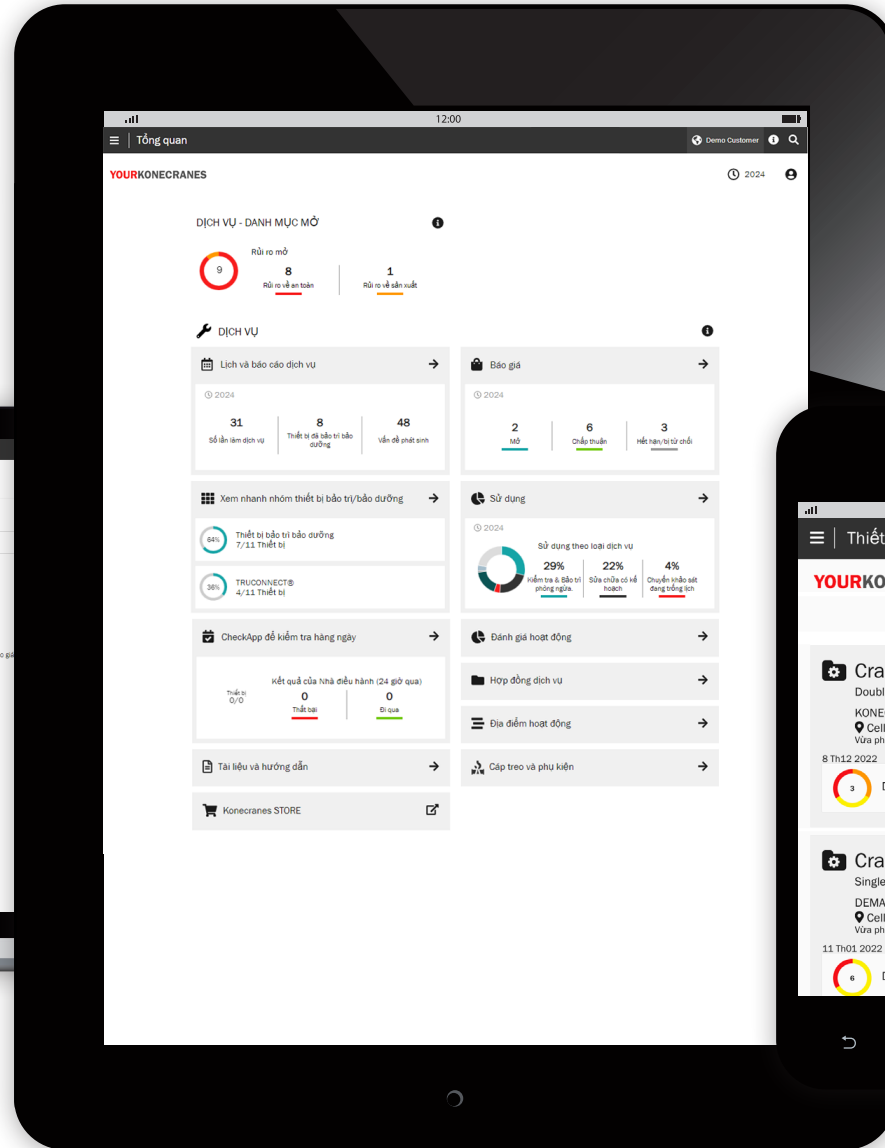 12:00
Tổng quan
Demo Customer
YOURKONECRANES
2024
DỊCH VỤ - DANH MỤC MỞ
9
Rủi ro mở
8
Rủi ro về an toàn
1
Rủi ro về sản xuất
DỊCH VỤ
Lịch và báo cáo dịch vụ
2024
31
Số lần làm dịch vụ
8
Thiết bị đã bảo trì bảo
dưỡng
48
Vấn đề phát sinh
Báo giá
2024
2
Mở
6
Chấp thuận
3
Hết hạn/bị từ chối
Xem nhanh nhóm thiết bị bảo trị/bảo dưỡng
64%
Thiết bị bảo trì bảo dưỡng
7/11 Thiết bị
36%
TRUCONNECT®
4/11 Thiết bị
Sử dụng
2024
Sử dụng theo loại dịch vụ
29%
Kiểm tra & Bảo trì
phòng ngừa.
22%
Sửa chữa có kế
hoạch
4%
Chuyến khảo sát
đang trống lịch
CheckApp để kiểm tra hàng ngày
Thiết bị
0/0
Kết quả của Nhà điều hành (24 giờ qua)
0
Thất bại
0
Đi qua
Đánh giá hoạt động
Hợp đồng dịch vụ
Địa điểm hoạt động
Tài liệu và hướng dẫn
Cáp treo và phụ kiện
Konecranes STORE
Thiết
YOURKO
Cra
Doubl
KONE
Cell
Vừa ph
8 Th12 2022
3
D
Cra
Single
DEMA
Cell
Vừa ph
11 Th01 2022
6
D